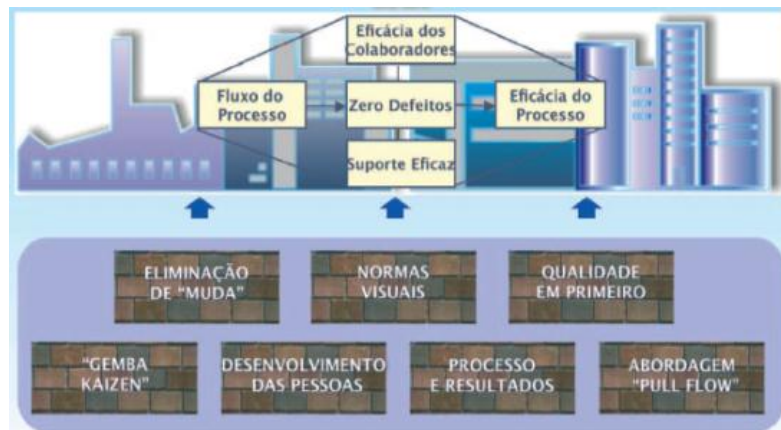 Eficácia dos
Colaboradores
Fluxo do
Processo
Zero Defeitos
Eficácia do
Processo
Suporte Eficaz
ELIMINAÇÃO
DE "MUDA"
NORMAS
VISUAIS
QUALIDADE
EM PRIMEIRO
"GEMBA
KAIZEN"
DESENVOLVIMENTO
DAS PESSOAS
PROCESSO
E RESULTADOS
ABORDAGEM
"PULL FLOW"